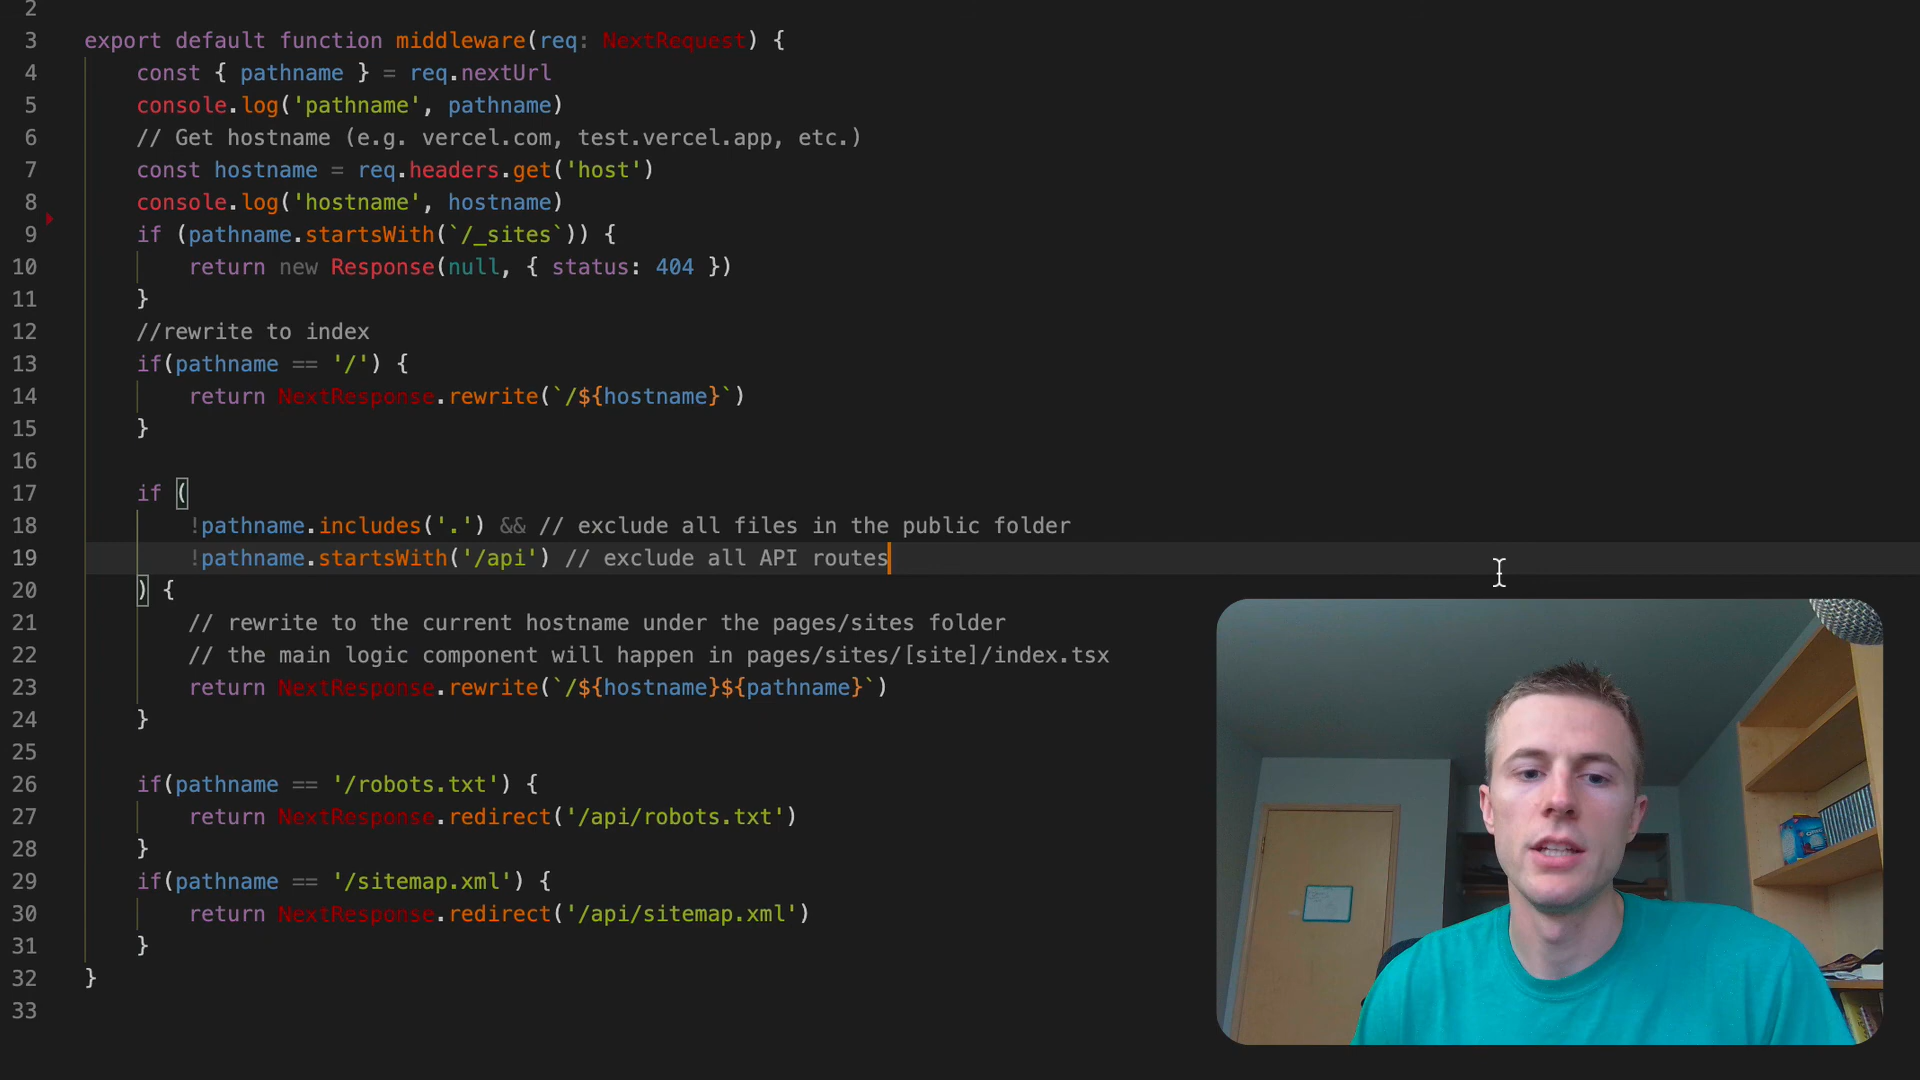 2
3 export default function middleware(req: NextRequest) {
4 const { pathname } = req.nextUrl
5 console.log('pathname', pathname)
6 // Get hostname (e.g. vercel.com, test.vercel.app, etc.)
7 const hostname = req.headers.get('host')
8 console.log('hostname', hostname)
9 if (pathname.startsWith(`/_sites`)) {
10 return new Response(null, { status: 404 })
11 }
12 //rewrite to index
13 if(pathname == '/') {
14 return NextResponse.rewrite(`/${hostname}`)
15 }
16
17 if (
18 !pathname.includes('.') && // exclude all files in the public folder
19 !pathname.startsWith('/api') // exclude all API routes
20 ) {
21 // rewrite to the current hostname under the pages/sites folder
22 // the main logic component will happen in pages/sites/[site]/index.tsx
23 return NextResponse.rewrite(`/${hostname}${pathname}`)
24 }
25
26 if(pathname == '/robots.txt') {
27 return NextResponse.redirect('/api/robots.txt')
28 }
29 if(pathname == '/sitemap.xml') {
30 return NextResponse.redirect('/api/sitemap.xml')
31 }
32 }
33